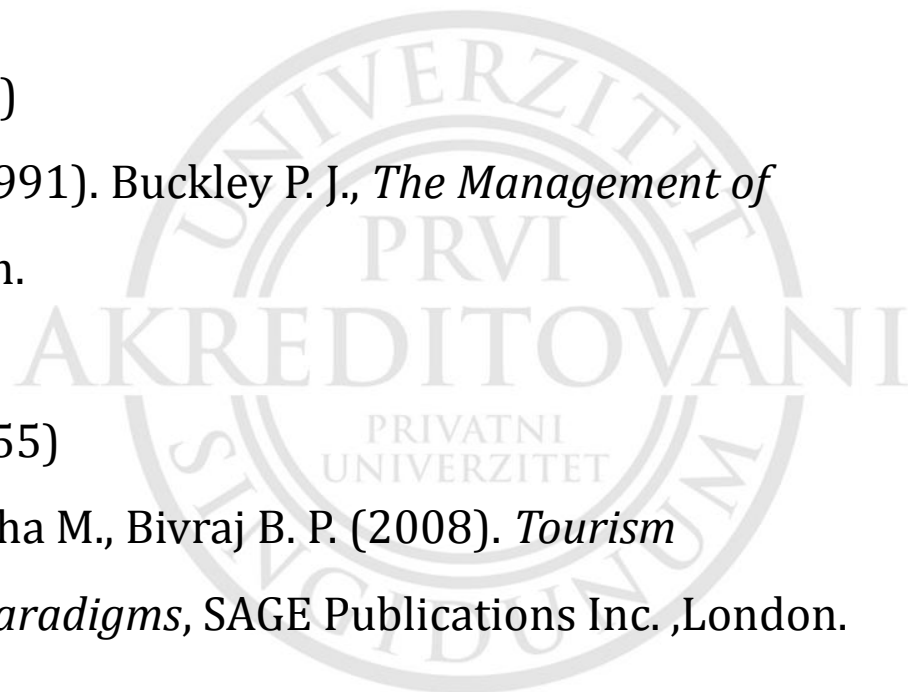 )
991). Buckley P. J., The Management of
n.
55)
ha M., Bivraj B. P. (2008). Tourism
aradigms, SAGE Publications Inc. ,London.
UNIVERZITET
PRVI
AKREDITOVANI
PRIVATNI
UNIVERZITET
SINGIDUNUM